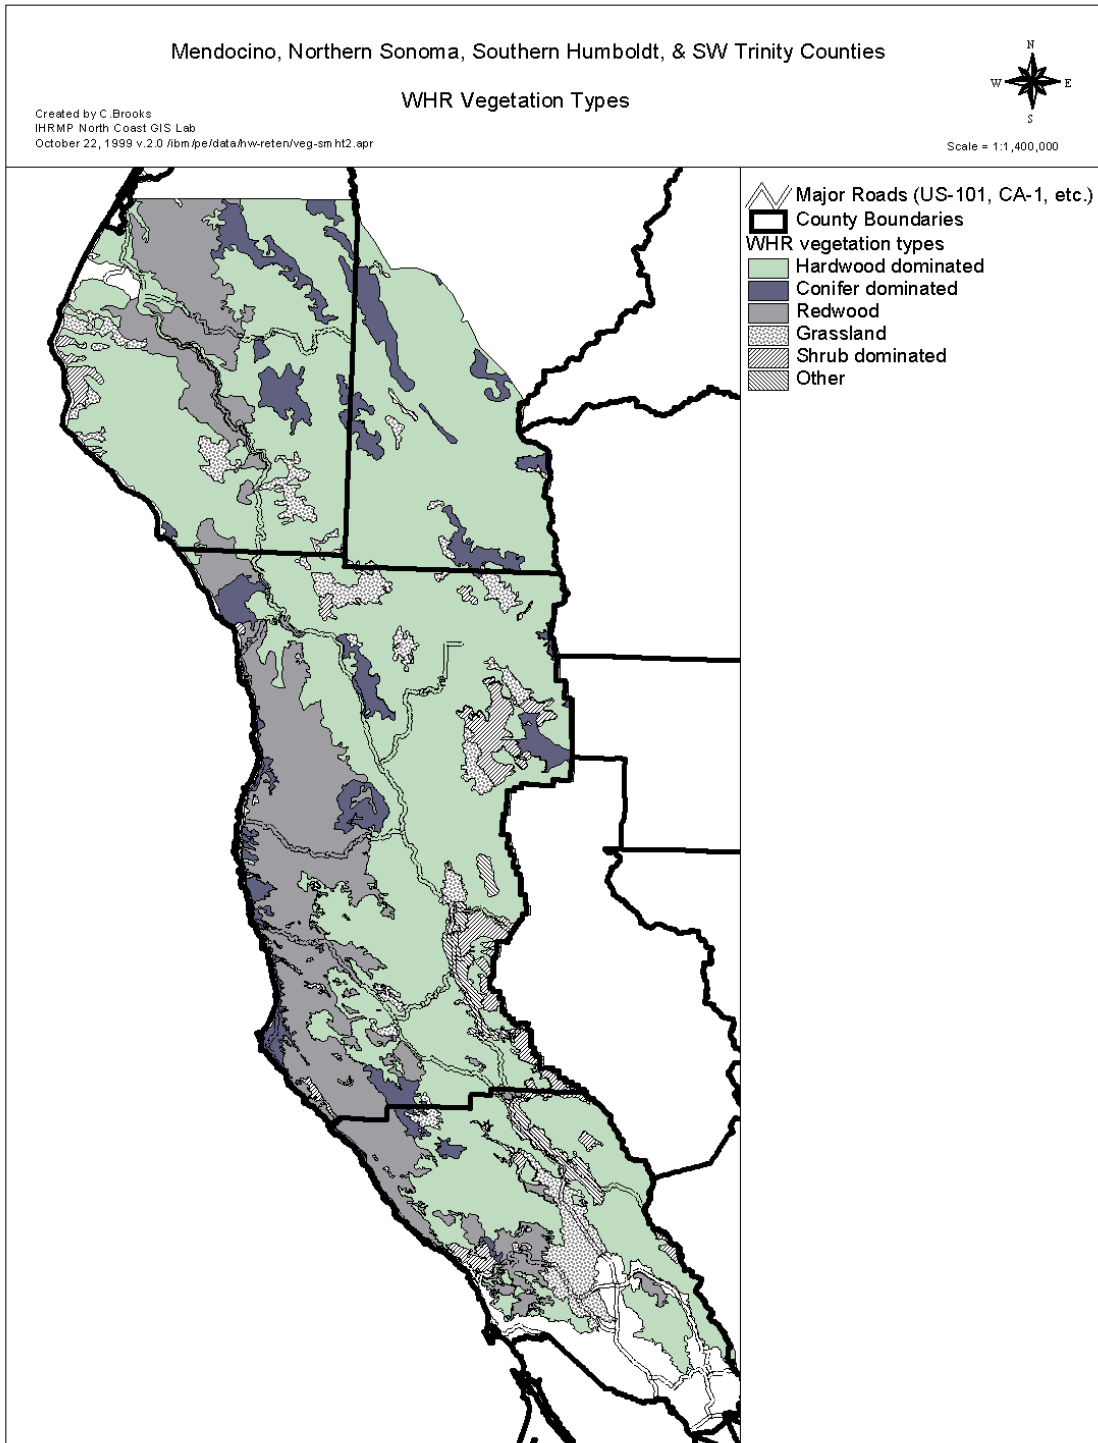 Mendocino, Northern Sonoma, Southern Humboldt, & SW Trinity Counties
WHR Vegetation Types
Created by C.Brooks
IHRMP North Coast GIS Lab
October 22, 1999 v.2.0 /ibm/pe/data/hw-reten/veg-smht2.apr
N
W
E
S
Scale = 1:1,400,000
Major Roads (US-101, CA-1, etc.)
County Boundaries
WHR vegetation types
Hardwood dominated
Conifer dominated
Redwood
Grassland
Shrub dominated
Other